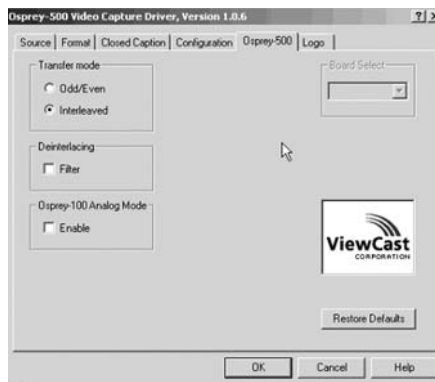 Osprey-500 Video Capture Driver, Version 1.0.6
Source Format Closed Caption Configuration Osprey-500 Logo
Transfer mode
Odd/Even
Interleaved
Board Select
Deinterlacing
Filter
Osprey-100 Analog Mode
Enable
ViewCast
CORPORATION
Restore Defaults
OK Cancel Help